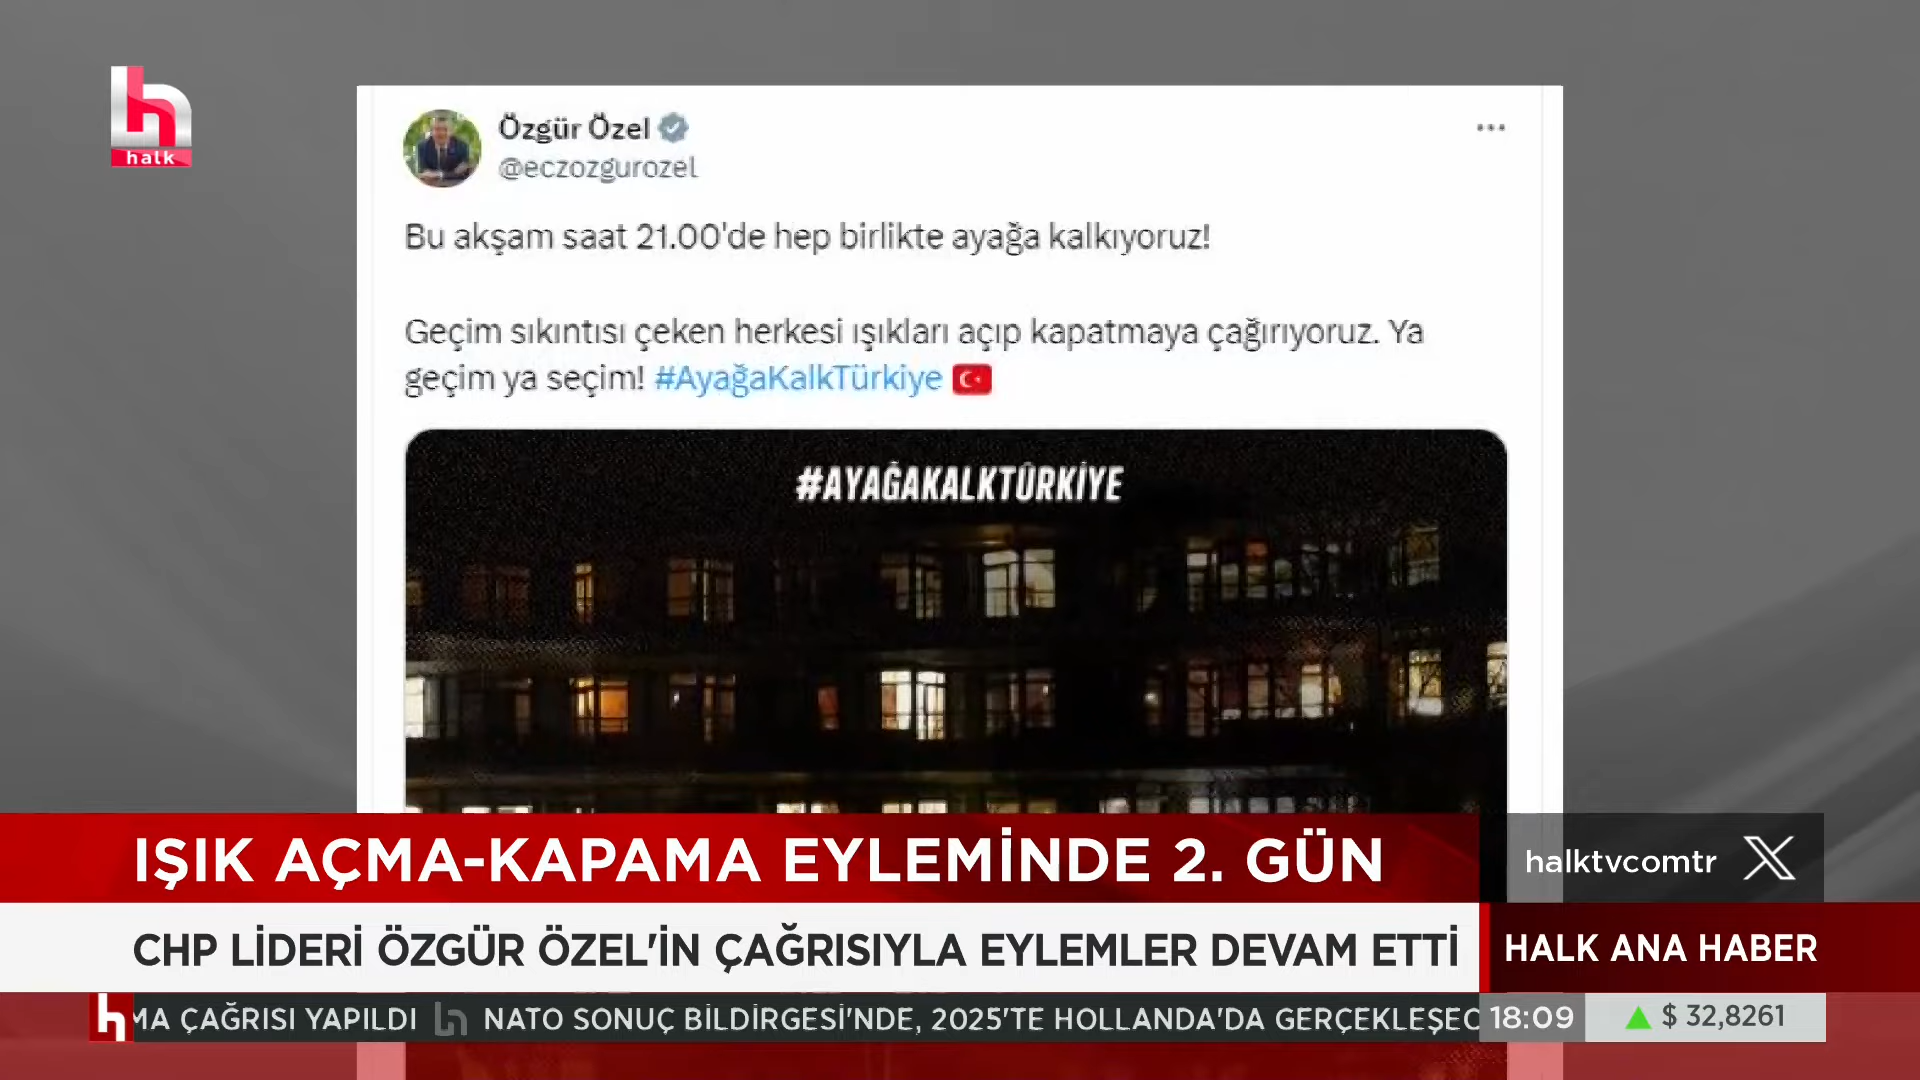 halk
Özgür Özel
@eczozgurozel
Bu akşam saat 21.00'de hep birlikte ayağa kalkıyoruz!
Geçim sıkıntısı çeken herkesi ışıkları açıp kapatmaya çağırıyoruz. Ya
geçim ya seçim! #AyağaKalkTürkiye
#AYAĞAKALKTÜRKİYE
IŞIK AÇMA-KAPAMA EYLEMİNDE 2. GÜN
halktvcomtr
CHP LİDERİ ÖZGÜR ÖZEL'İN ÇAĞRISIYLA EYLEMLER DEVAM ETTİ
HALK ANA HABER
MA ÇAĞRISI YAPILDI NATO SONUÇ BİLDİRGESİ'NDE, 2025'TE HOLLANDA'DA GERÇEKLEŞEC
18:09
$ 32,8261